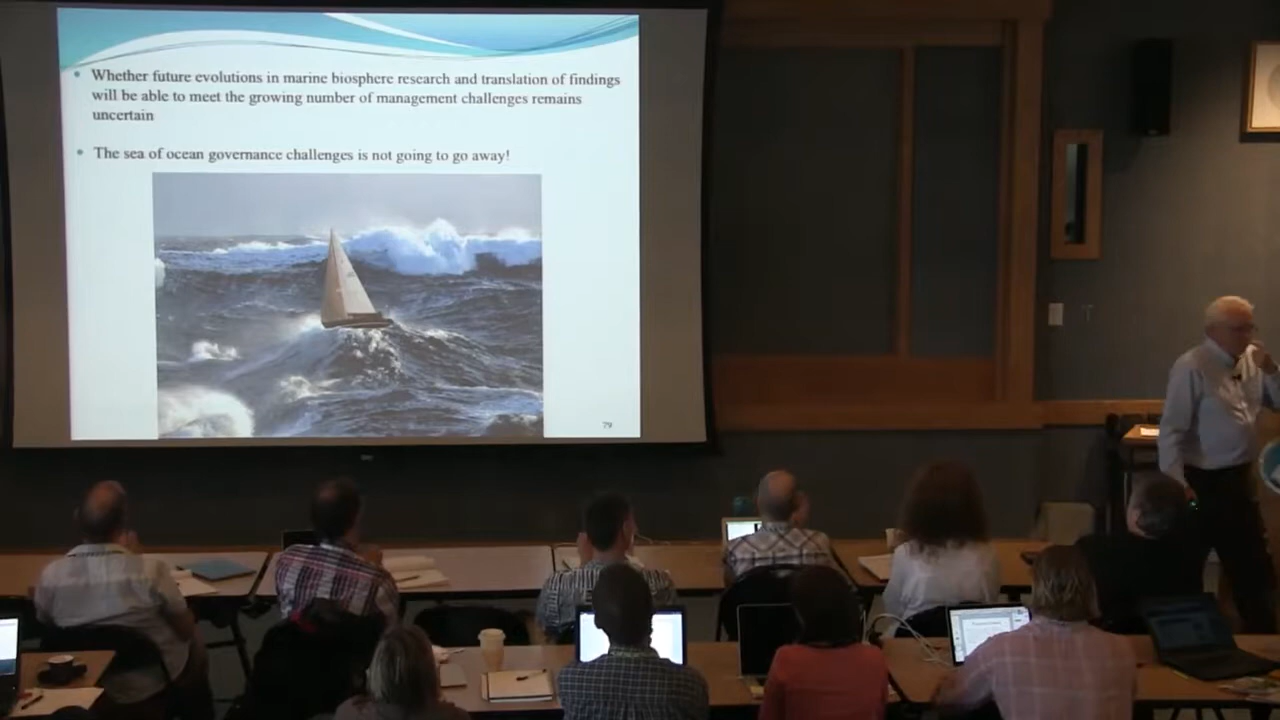 Whether future evolutions in marine biosphere research and translation of findings
will be able to meet the growing number of management challenges remains
uncertain
The sea of ocean governance challenges is not going to go away!
79